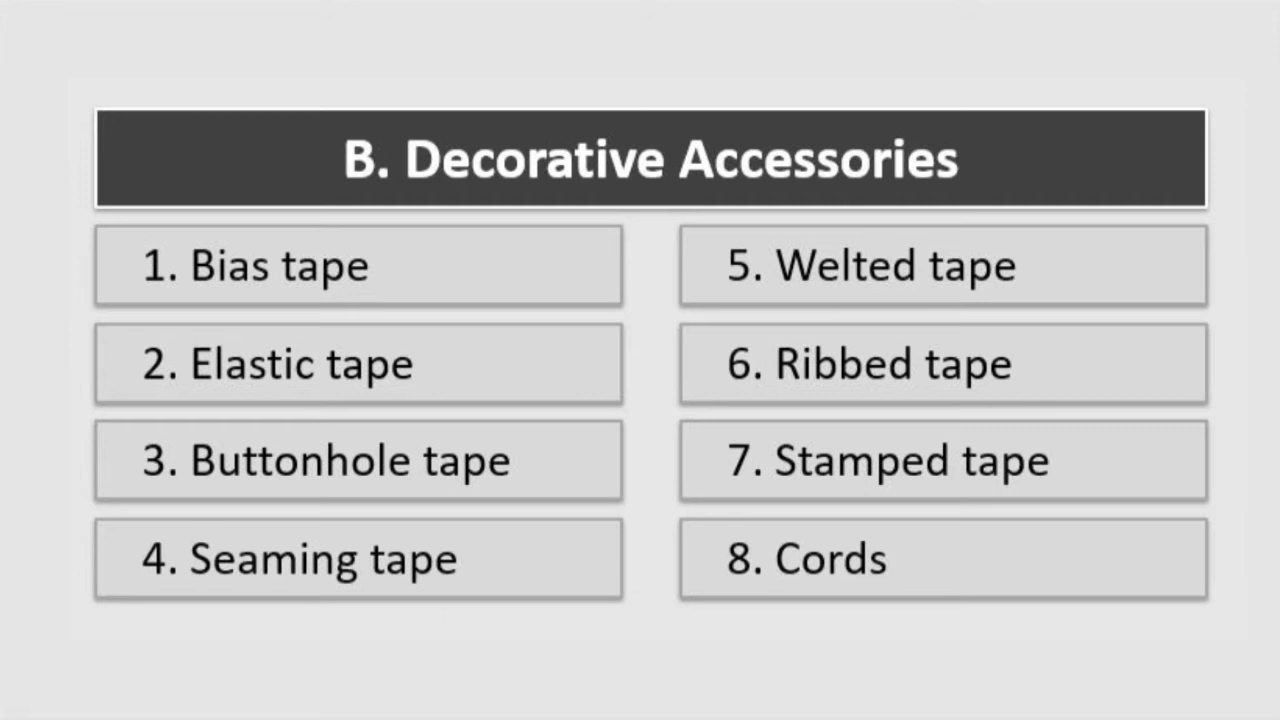 B. Decorative Accessories
1. Bias tape
2. Elastic tape
3. Buttonhole tape
4. Seaming tape
5. Welted tape
6. Ribbed tape
7. Stamped tape
8. Cords